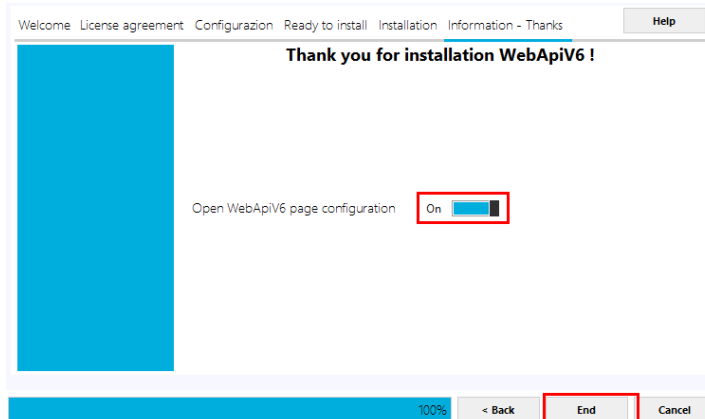 Welcome License agreement Configurazion Ready to install Installation Information - Thanks Help
Thank you for installation WebApiV6 !
Open WebApiV6 page configuration On
100% < Back End Cancel